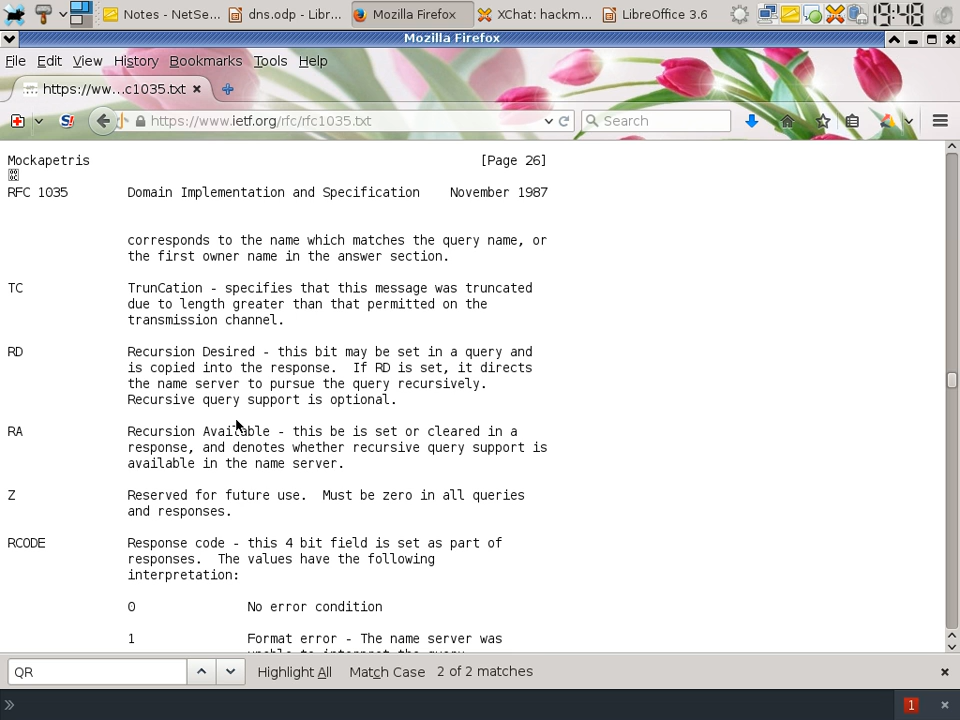 Notes - NetSe...
dns.odp - Libr...
Mozilla Firefox
XChat: hackm...
LibreOffice 3.6
19:48
Mozilla Firefox
File Edit View History Bookmarks Tools Help
https://ww...c1035.txt
https://www.ietf.org/rfc/rfc1035.txt
Search
Mockapetris [Page 26]
RFC 1035 Domain Implementation and Specification November 1987
corresponds to the name which matches the query name, or
the first owner name in the answer section.
TC TrunCation - specifies that this message was truncated
due to length greater than that permitted on the
transmission channel.
RD Recursion Desired - this bit may be set in a query and
is copied into the response. If RD is set, it directs
the name server to pursue the query recursively.
Recursive query support is optional.
RA Recursion Available - this be is set or cleared in a
response, and denotes whether recursive query support is
available in the name server.
Z Reserved for future use. Must be zero in all queries
and responses.
RCODE Response code - this 4 bit field is set as part of
responses. The values have the following
interpretation:
0 No error condition
1 Format error - The name server was
unable to interpret the query
QR Highlight All Match Case 2 of 2 matches
1